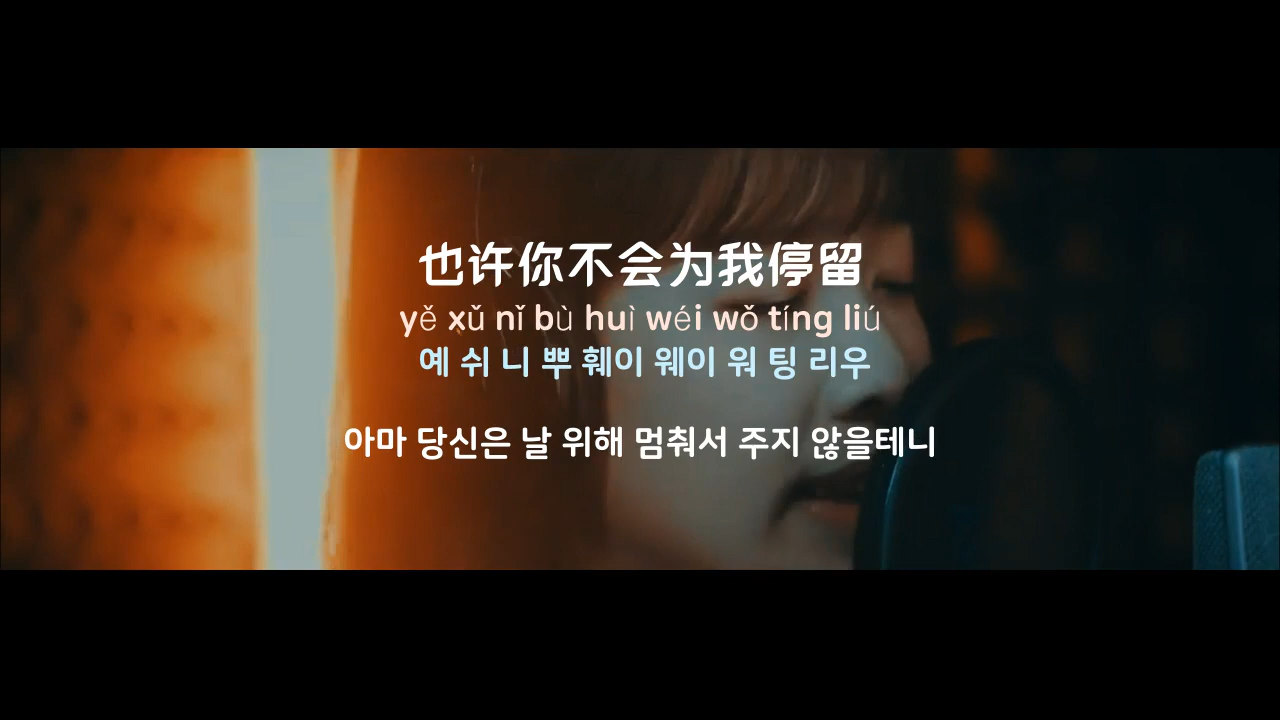 也许你不会为我停留
yě xǔ nǐ bù huì wéi wǒ tíng liú
예 쉬 니 뿌 훼이 웨이 워 팅 리우
아마 당신은 날 위해 멈춰서 주지 않을테니